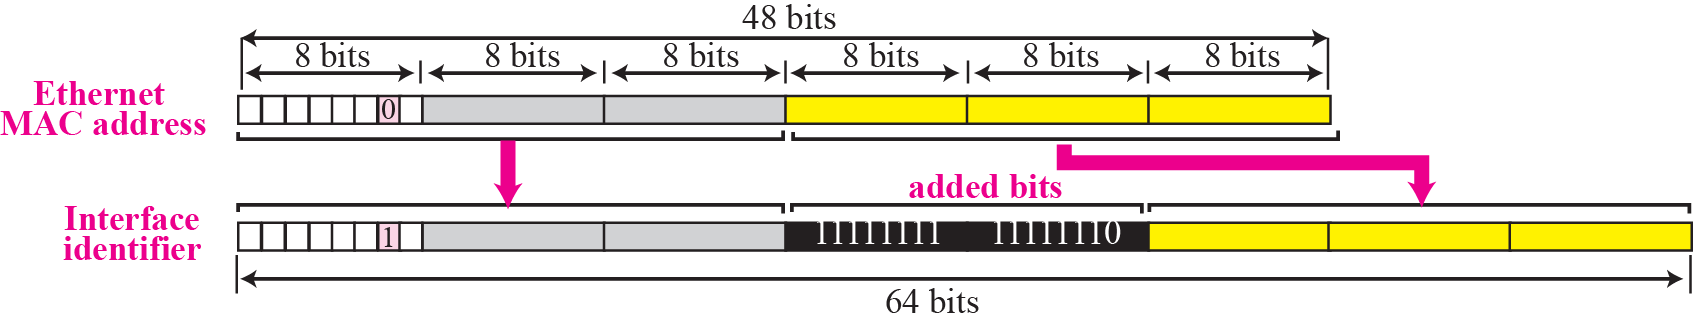 48 bits
8 bits 8 bits 8 bits 8 bits 8 bits 8 bits
Ethernet
MAC address
0
added bits
Interface
identifier
1 11111111 11111110
64 bits